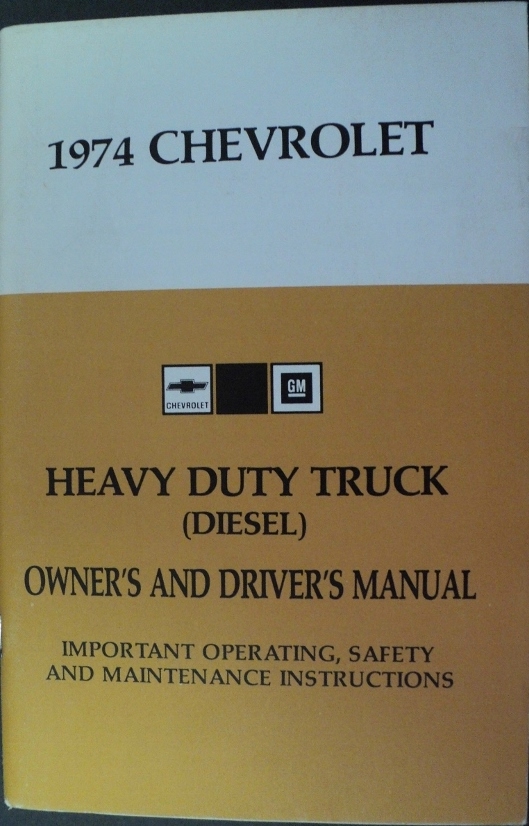 1974 CHEVROLET
CHEVROLET
GM
HEAVY DUTY TRUCK
(DIESEL)
OWNER'S AND DRIVER'S MANUAL
IMPORTANT OPERATING, SAFETY
AND MAINTENANCE INSTRUCTIONS